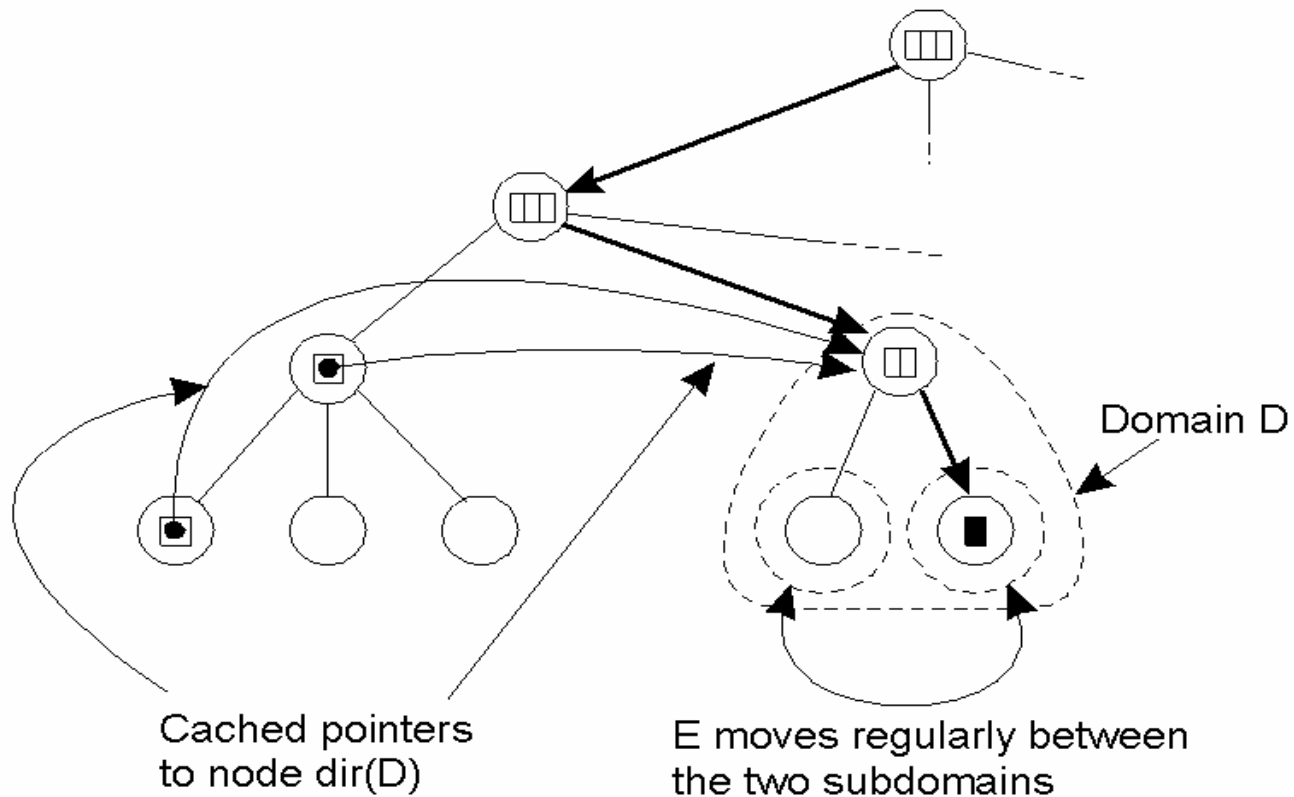 Domain D
Cached pointers
to node dir(D)
E moves regularly between
the two subdomains